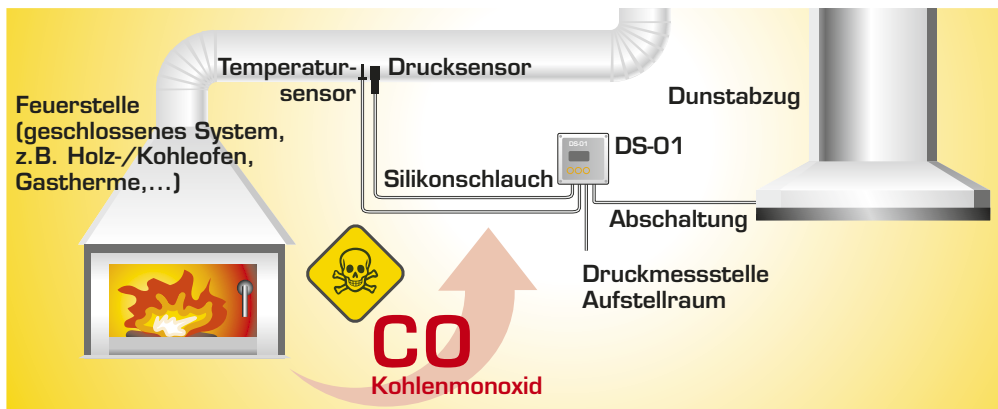 Temperatur-
sensor
Drucksensor
Feuerstelle
(geschlossenes System,
z.B. Holz-/Kohleofen,
Gastherme,...)
Dunstabzug
DS-01
DS-01
Silikonschlauch
Abschaltung
Druckmessstelle
Aufstellraum
CO
Kohlenmonoxid